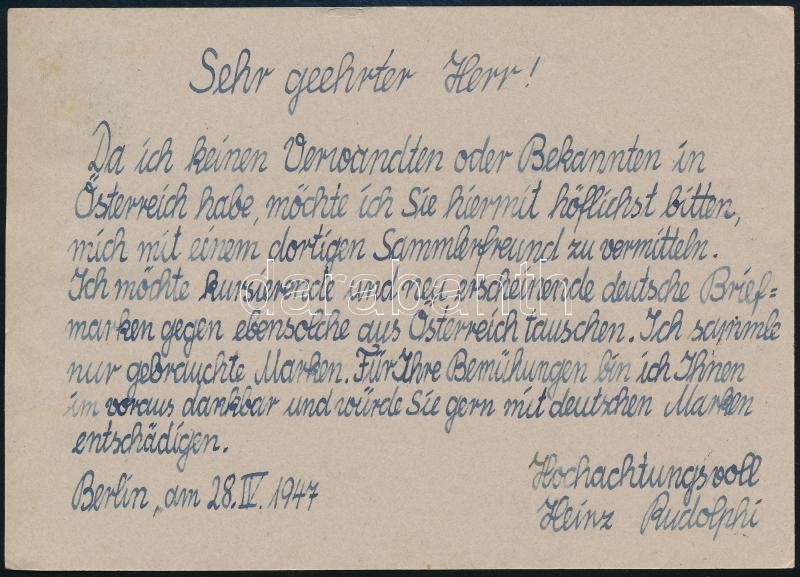 Sehr geehrter Herr!
Da ich keinen Verwandten oder Bekannten in
Österreich habe, möchte ich Sie hiermit höflichst bitten,
mich mit einem dortigen Sammlerfreund zu vermitteln.
Ich möchte kursierende und neu erscheinende deutsche Brief=
marken gegen ebensolche aus Österreich tauschen. Ich sammle
nur gebrauchte Marken. Für Ihre Bemühungen bin ich Ihnen
im voraus dankbar und würde Sie gern mit deutschen Marken
entschädigen.
Hochachtungsvoll
Berlin, am 28.IV.1947
Heinz Rudolphi
darabanth